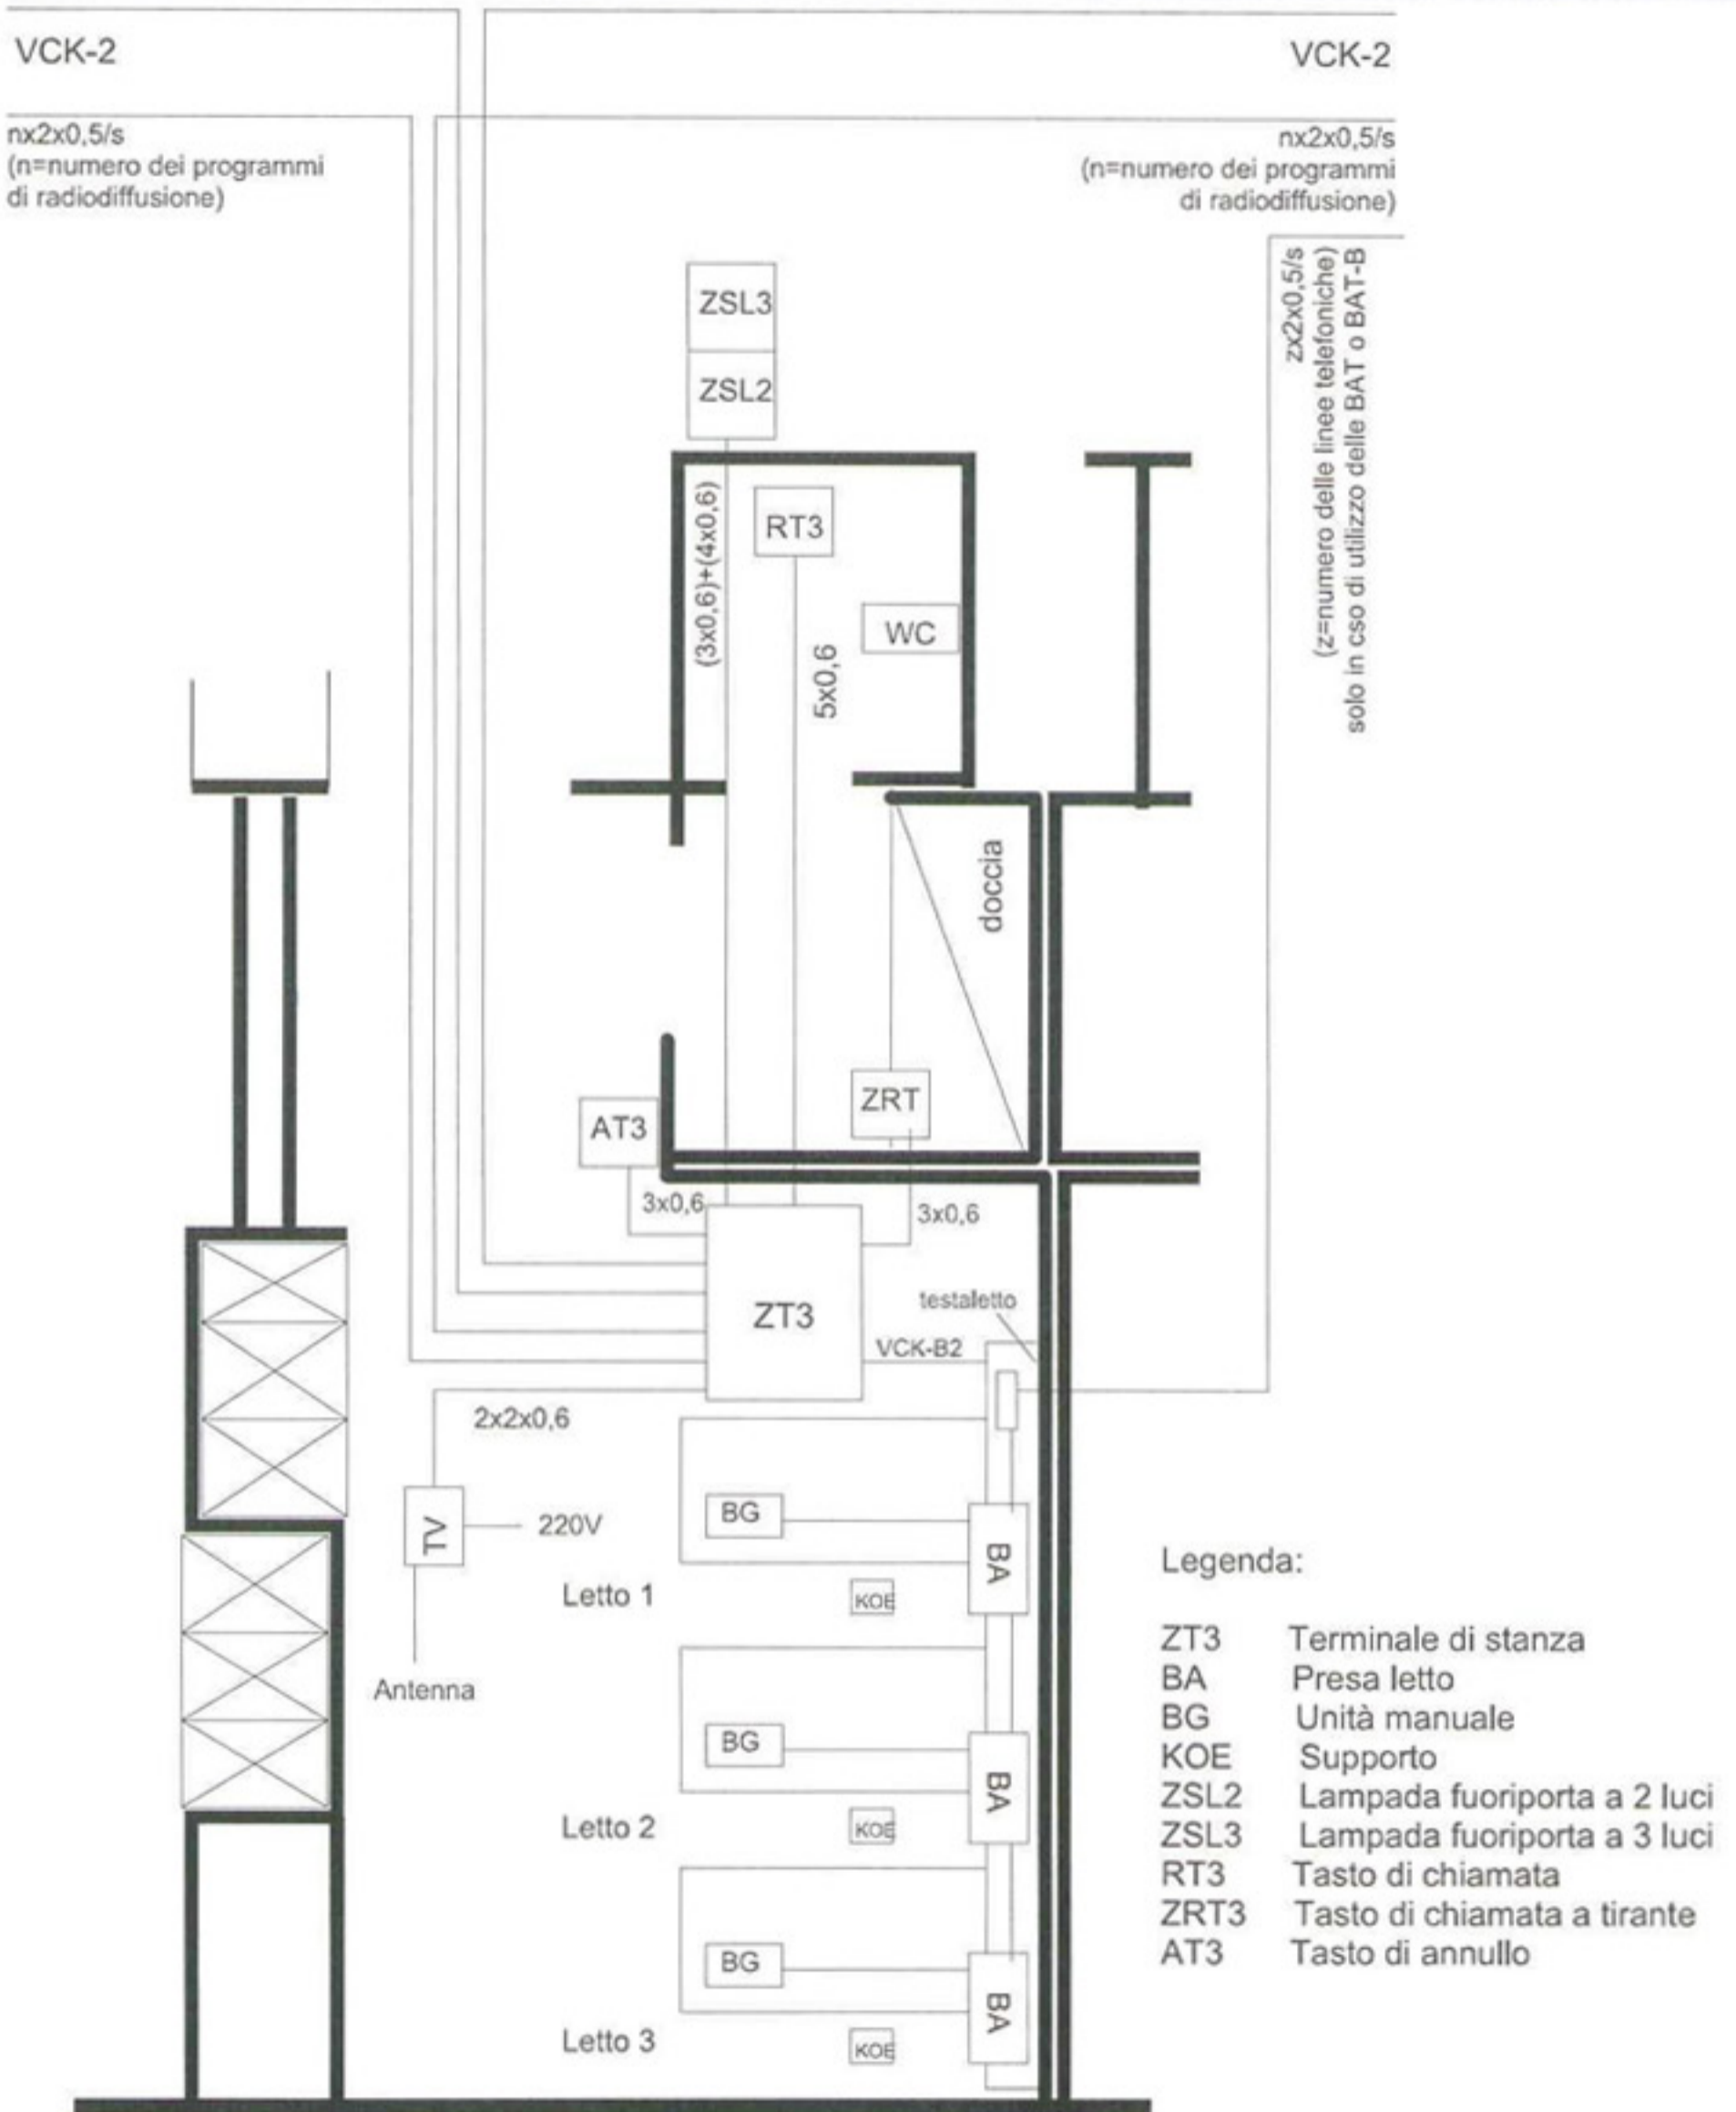 VCK-2
VCK-2
nx2x0,5/s
(n=numero dei programmi
di radiodiffusione)
nx2x0,5/s
(n=numero dei programmi
di radiodiffusione)
zx2x0,5/s
(z=numero delle linee telefoniche)
solo in cso di utilizzo delle BAT o BAT-B
ZSL3
ZSL2
(3x0,6)+(4x0,6)
RT3
5x0,6
WC
doccia
ZRT
AT3
3x0,6
3x0,6
ZT3
testaletto
VCK-B2
2x2x0,6
TV
220V
Antenna
BG
BA
Letto 1
KOE
BG
BA
Letto 2
KOE
BG
BA
Letto 3
KOE
Legenda:
ZT3 Terminale di stanza
BA Presa letto
BG Unità manuale
KOE Supporto
ZSL2 Lampada fuoriporta a 2 luci
ZSL3 Lampada fuoriporta a 3 luci
RT3 Tasto di chiamata
ZRT3 Tasto di chiamata a tirante
AT3 Tasto di annullo